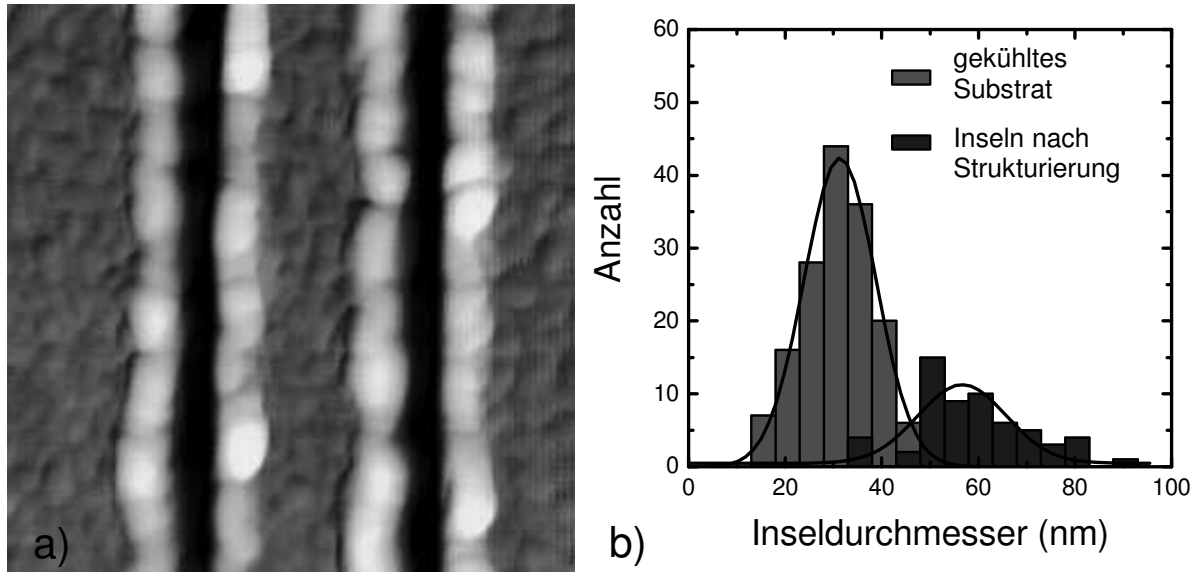 a)
b)
60
50
40
30
20
10
0
Anzahl
gekühltes
Substrat
Inseln nach
Strukturierung
0 20 40 60 80 100
Inseldurchmesser (nm)